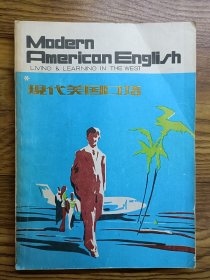 Modern
American English
LIVING & LEARNING IN THE WEST
现代美国口语